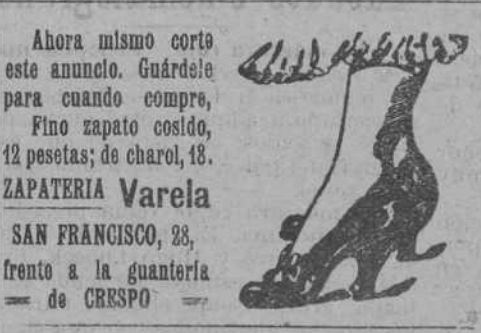 Ahora mismo corte
este anuncio. Guárdele
para cuando compre,
Fino zapato cosido,
12 pesetas; de charol, 18.
ZAPATERIA Varela
SAN FRANCISCO, 28,
frente a la guantería
de CRESPO